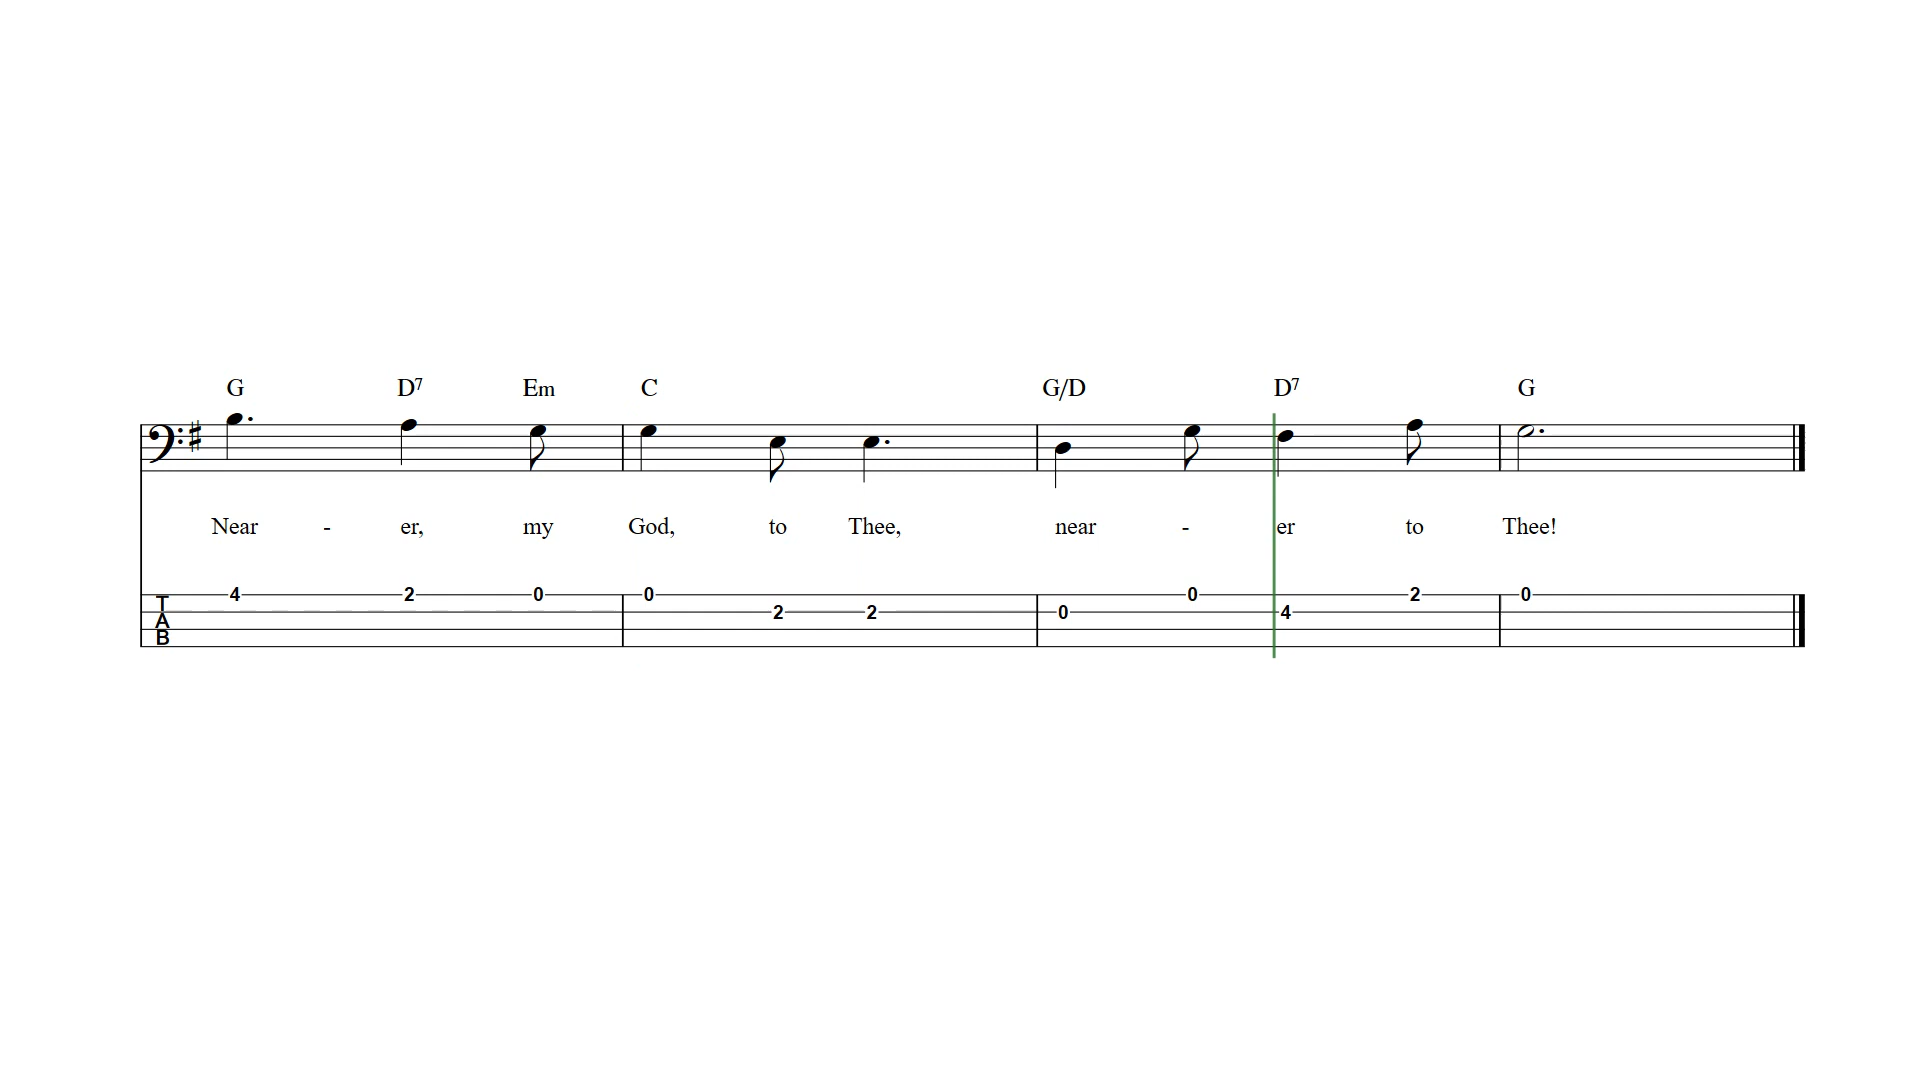 G D7 Em C G/D D7 G
Near - er, my God, to Thee, near - er to Thee!
T 4 2 0 0 0 2 0
A 2 2 0 4
B